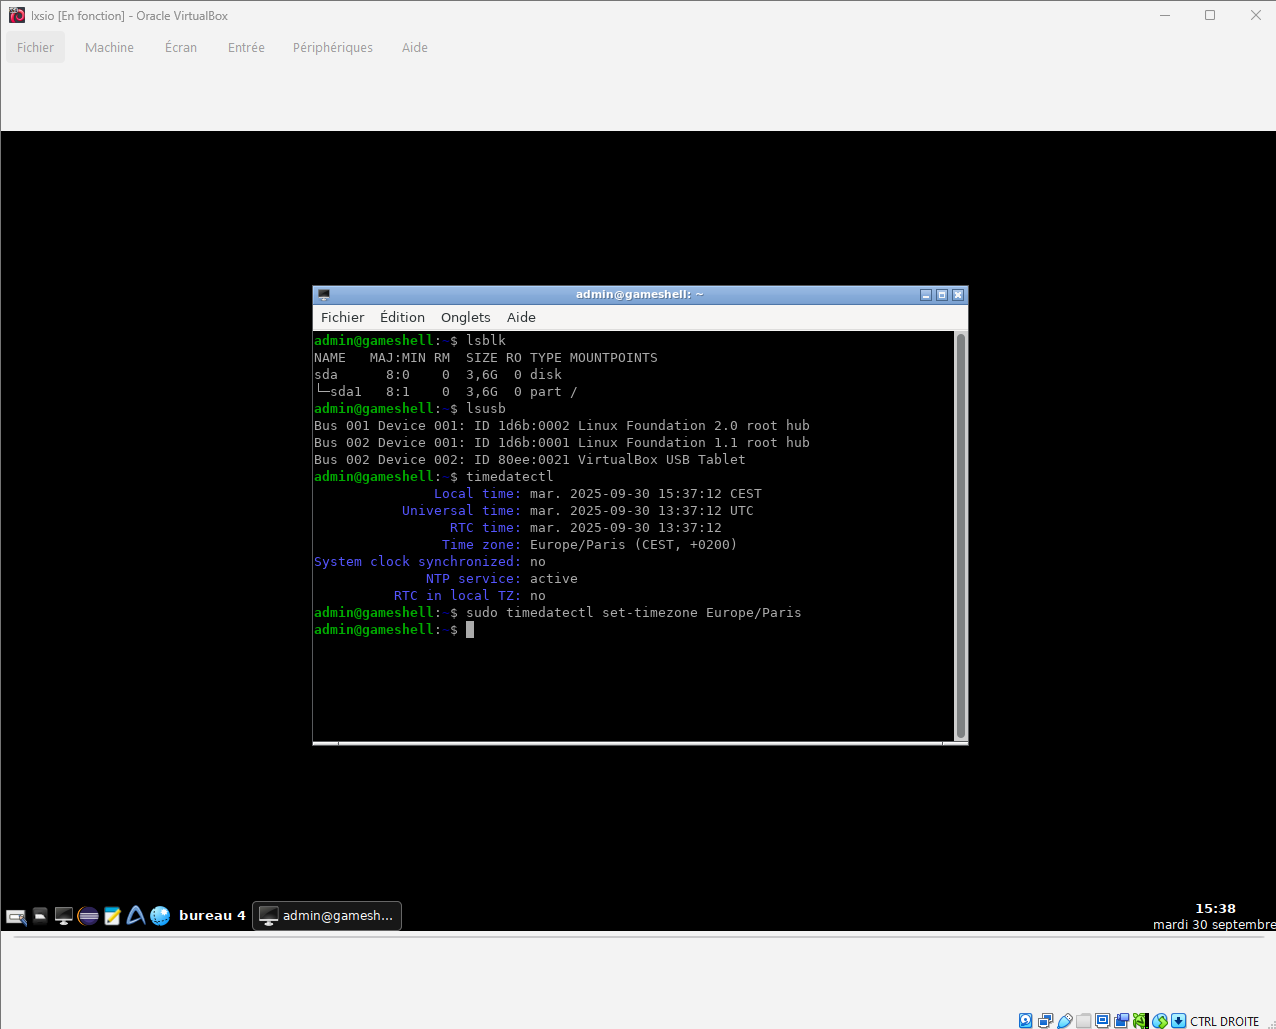 lxsio [En fonction] - Oracle VirtualBox
Fichier Machine Écran Entrée Périphériques Aide
admin@gameshell: ~
Fichier Édition Onglets Aide
admin@gameshell:~$ lsblk
NAME   MAJ:MIN RM  SIZE RO TYPE MOUNTPOINTS
sda      8:0    0  3,6G  0 disk
└─sda1   8:1    0  3,6G  0 part /
admin@gameshell:~$ lsusb
Bus 001 Device 001: ID 1d6b:0002 Linux Foundation 2.0 root hub
Bus 002 Device 001: ID 1d6b:0001 Linux Foundation 1.1 root hub
Bus 002 Device 002: ID 80ee:0021 VirtualBox USB Tablet
admin@gameshell:~$ timedatectl
Local time: mar. 2025-09-30 15:37:12 CEST
Universal time: mar. 2025-09-30 13:37:12 UTC
RTC time: mar. 2025-09-30 13:37:12
Time zone: Europe/Paris (CEST, +0200)
System clock synchronized: no
NTP service: active
RTC in local TZ: no
admin@gameshell:~$ sudo timedatectl set-timezone Europe/Paris
admin@gameshell:~$
bureau 4 admin@gamesh...
15:38
mardi 30 septembre
CTRL DROITE